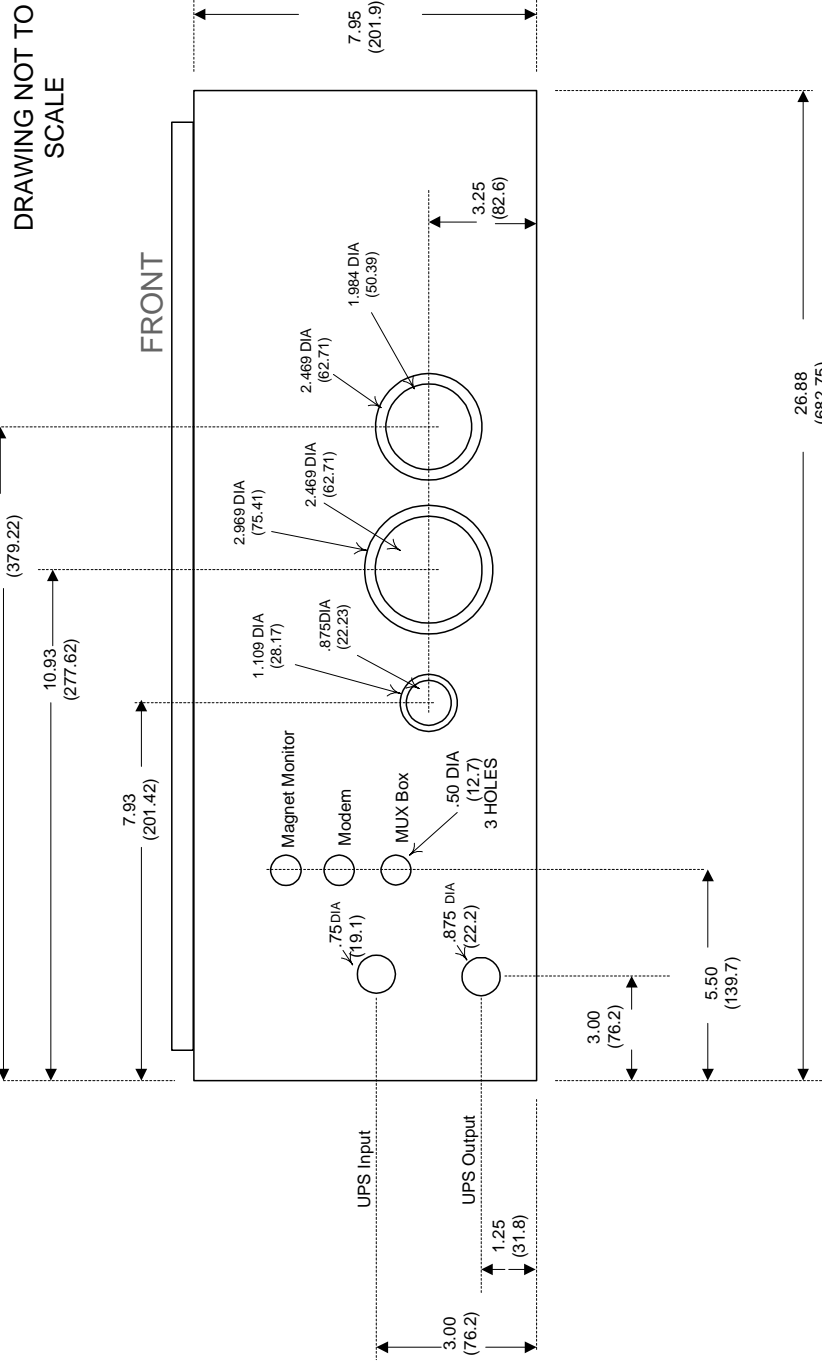 DRAWING NOT TO
SCALE
7.95
(201.9)
FRONT
(379.22)
10.93
(277.62)
7.93
(201.42)
3.25
(82.6)
1.984 DIA
(50.39)
2.469 DIA
(62.71)
2.469 DIA
(62.71)
2.969 DIA
(75.41)
.875DIA
(22.23)
1.109 DIA
(28.17)
Magnet Monitor
Modem
MUX Box
.50 DIA
(12.7)
3 HOLES
.75 DIA
(19.1)
.875 DIA
(22.2)
UPS Input
UPS Output
1.25
(31.8)
3.00
(76.2)
3.00
(76.2)
5.50
(139.7)
26.88
(682.75)